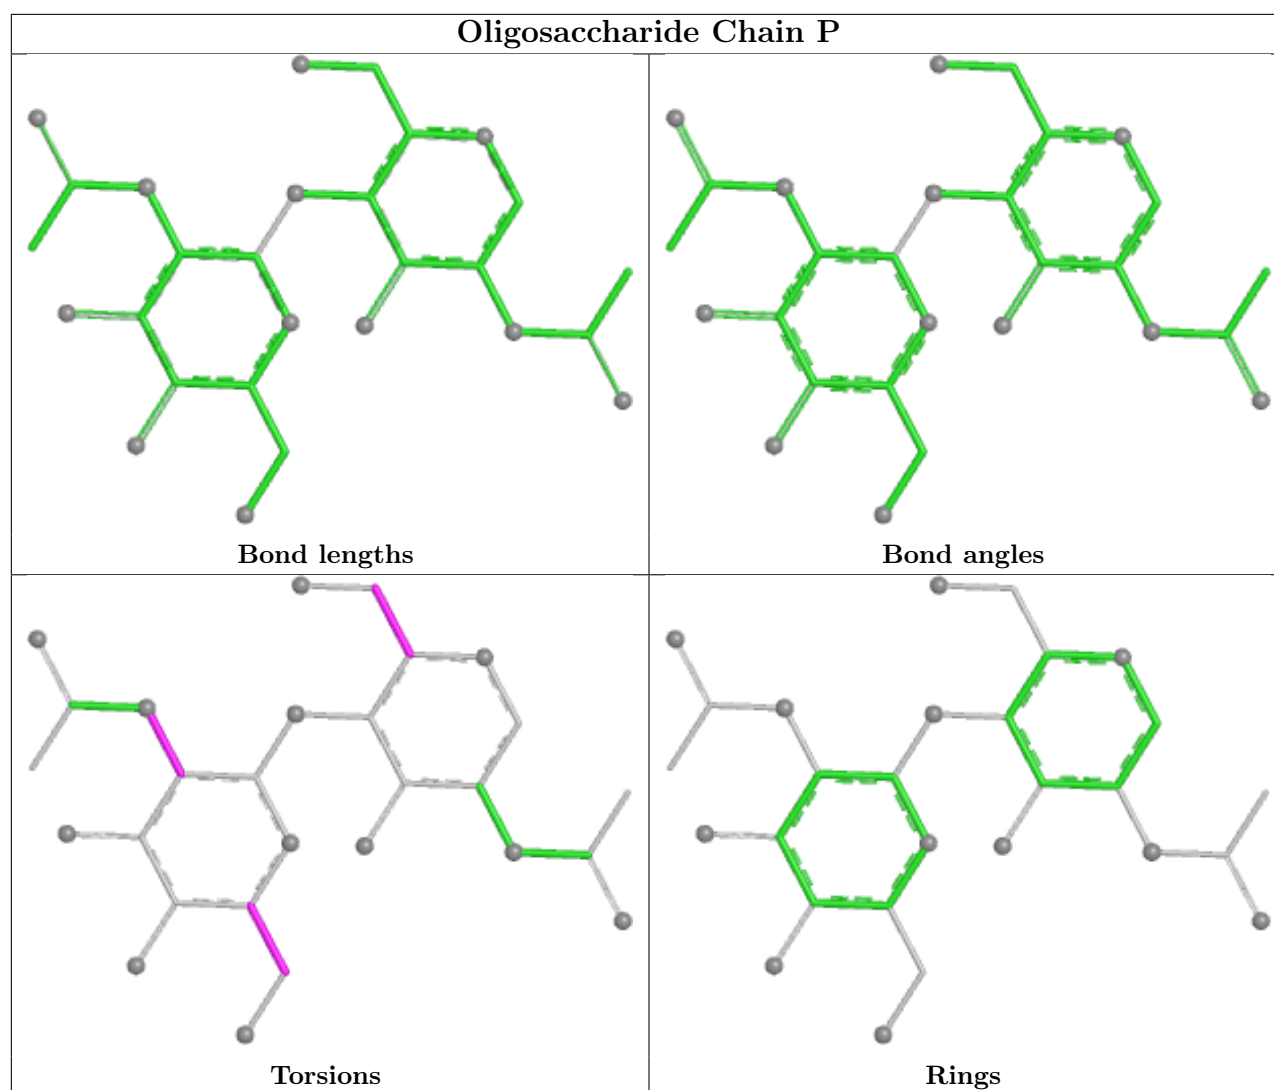 Oligosaccharide Chain P
Bond lengths
Bond angles
Torsions
Rings